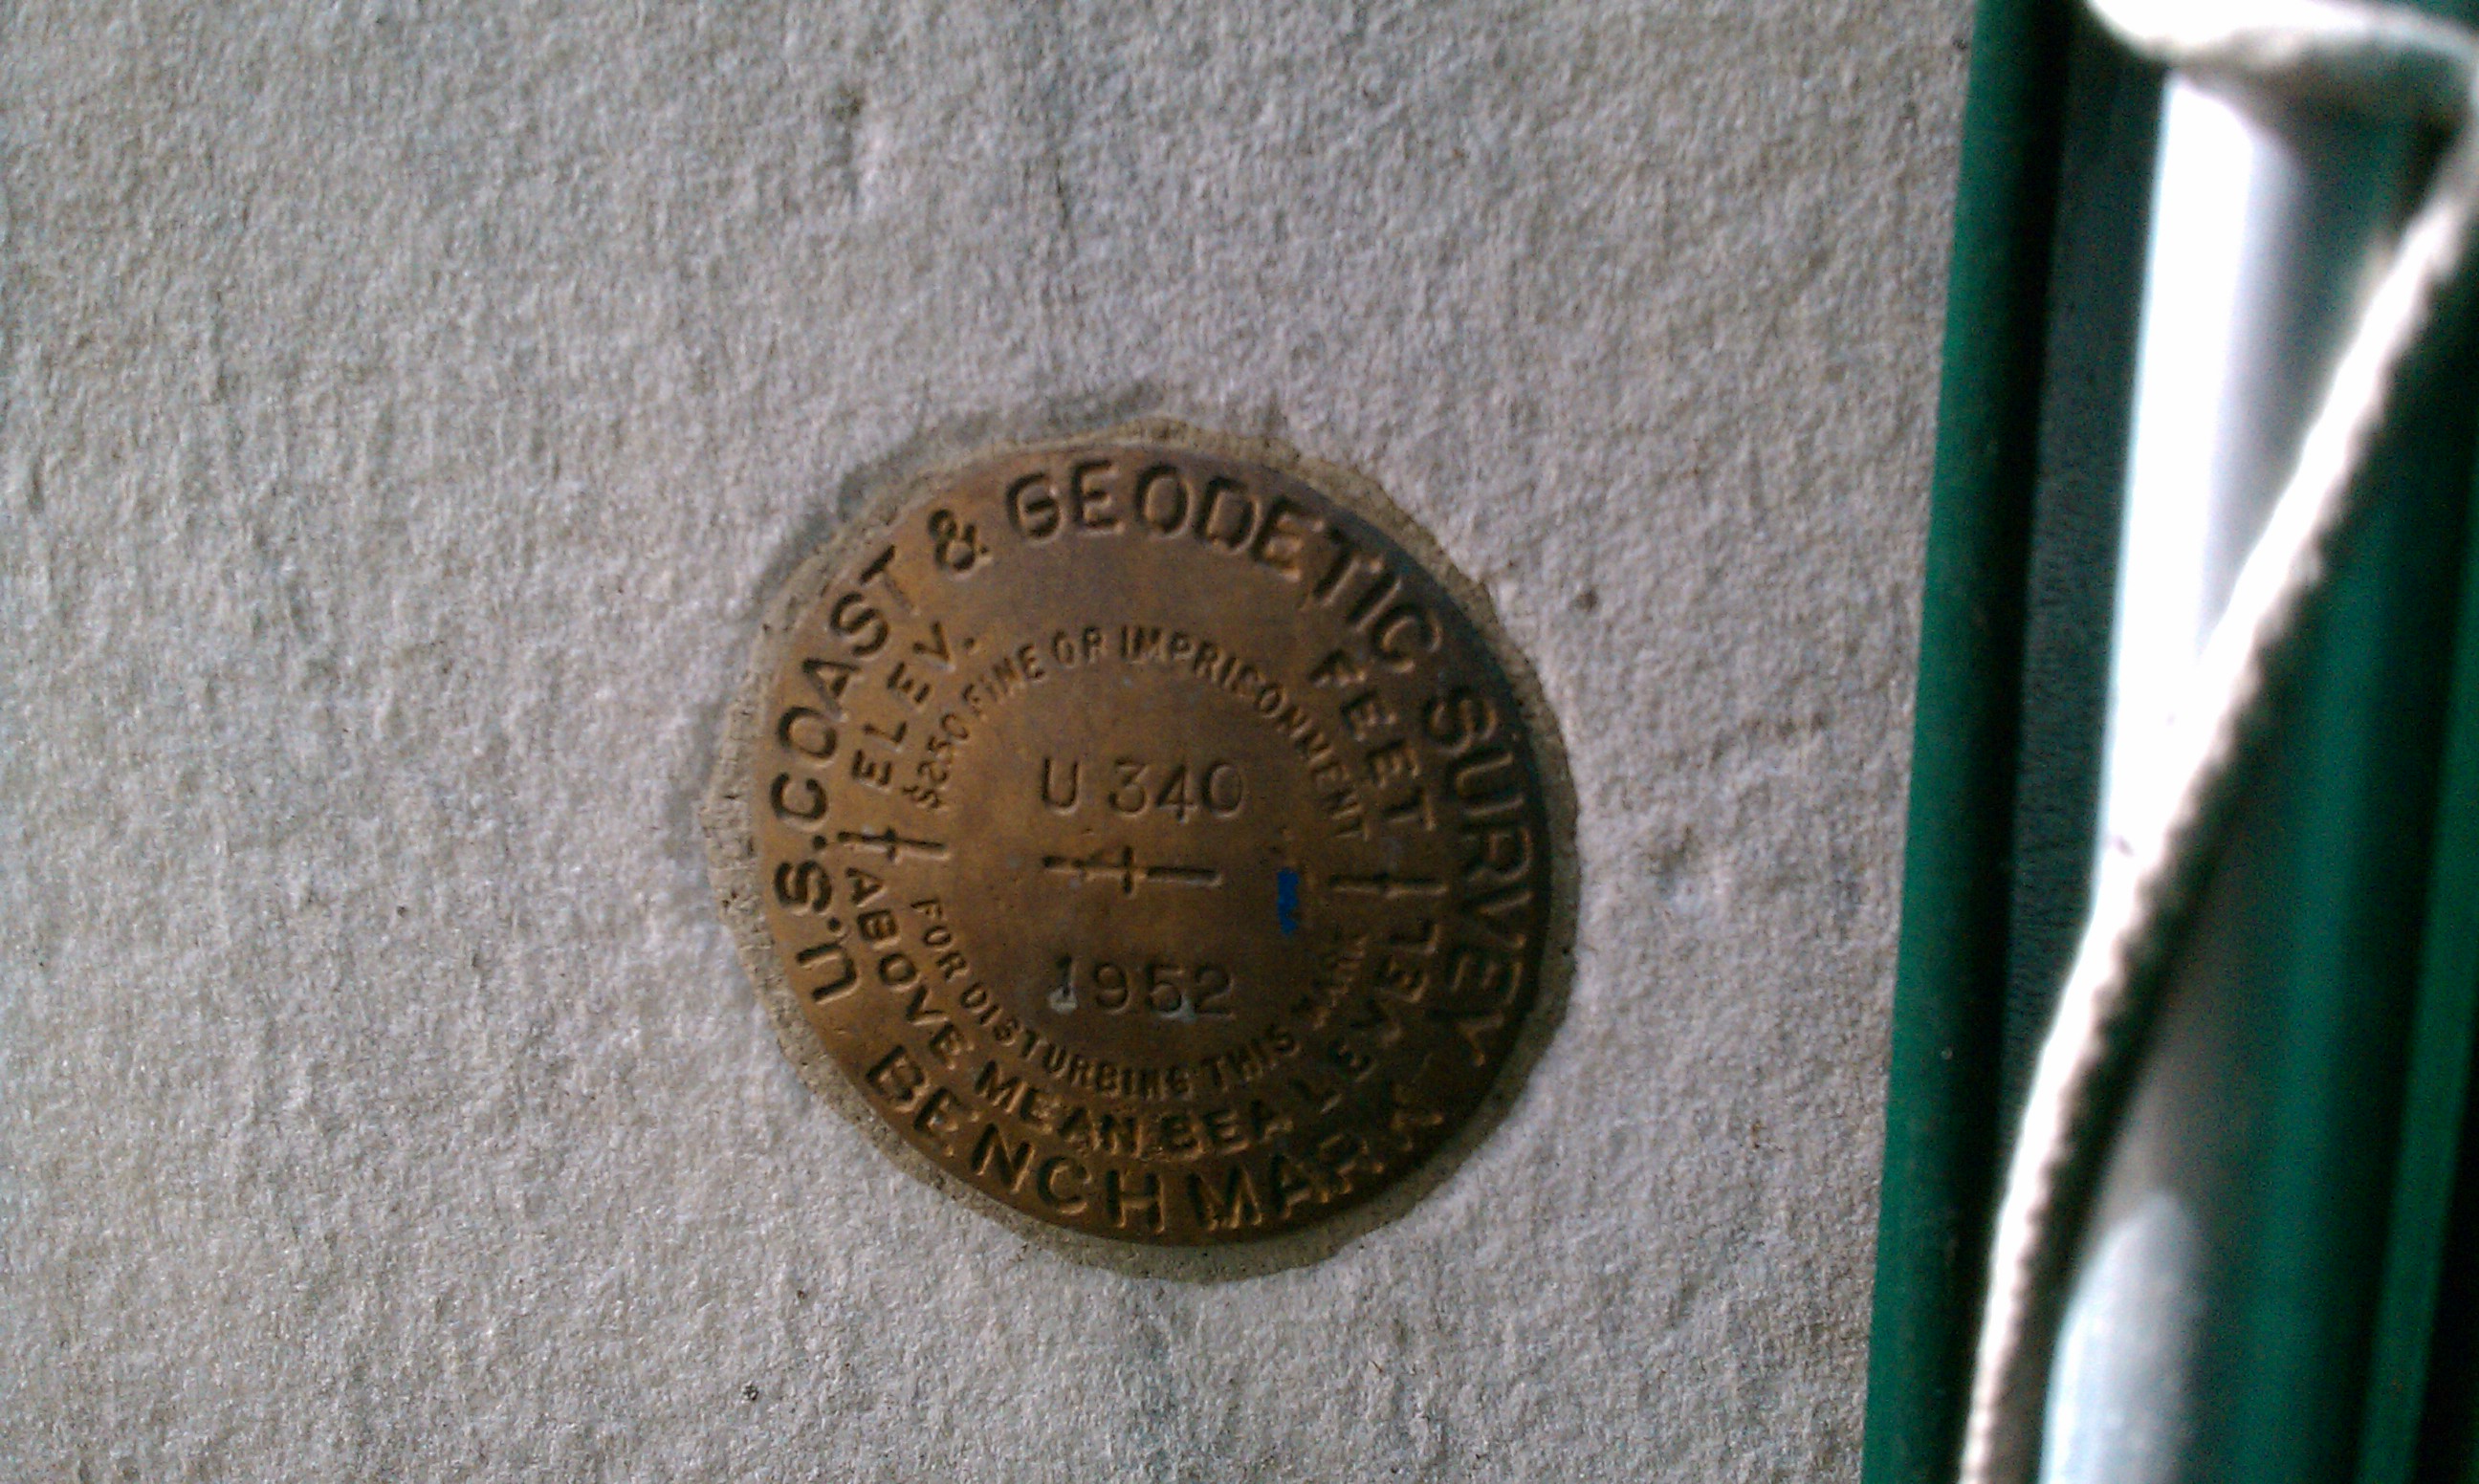 U.S. COAST & GEODETIC SURVEY
ELEV. FEET
$250 FINE OR IMPRISONMENT
U 340
1952
FOR DISTURBING THIS MARK
ABOVE MEAN SEA LEVEL
BENCH MARK